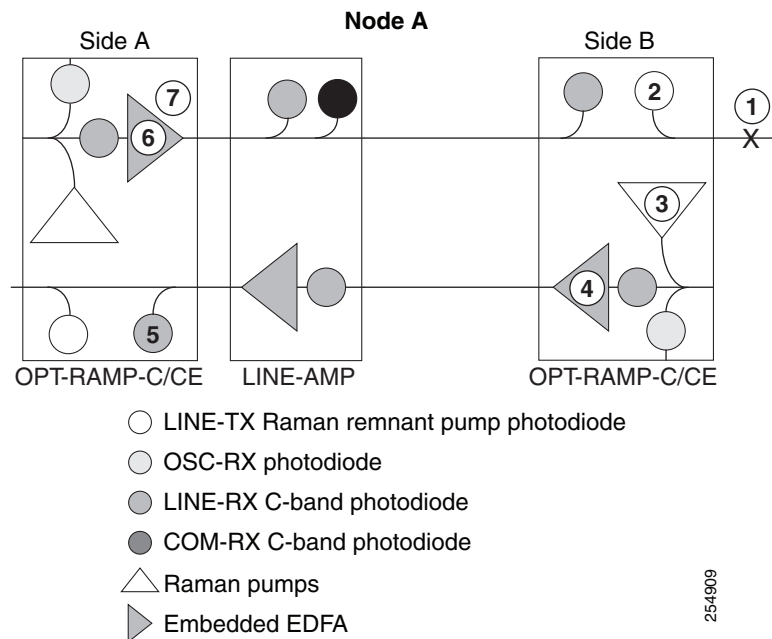 Node A
Side A
Side B
7
2
1
6
X
3
4
5
OPT-RAMP-C/CE
LINE-AMP
OPT-RAMP-C/CE
LINE-TX Raman remnant pump photodiode
OSC-RX photodiode
LINE-RX C-band photodiode
COM-RX C-band photodiode
Raman pumps
Embedded EDFA
254909